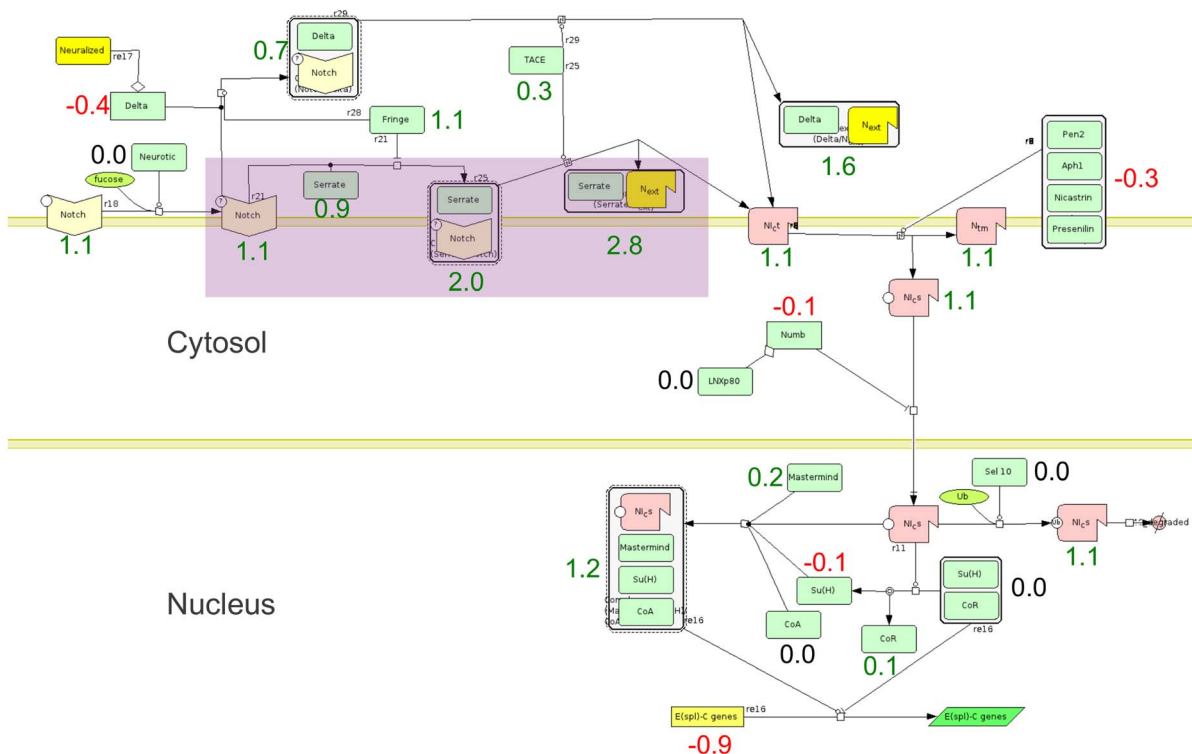 r29
Delta
Notch
?
0.7
Neuralized
re17
-0.4
Delta
r29
TACE
r25
0.3
r28
Fringe
1.1
r21
Delta
Next
(Delta/N
1.6
Pen2
Aph1
Nicastrin
Presenilin
-0.3
0.0
Neurotic
fucose
Notch
r18
1.1
?
Notch
r21
1.1
Serrate
0.9
r25
Serrate
?
Notch
2.0
Serrate
Next
(Serrate
2.8
NIct
1.1
Ntm
1.1
NIcs
1.1
Cytosol
-0.1
Numb
0.0
LNXp80
0.2
Mastermind
Sel 10
0.0
Ub
NIcs
Mastermind
Su(H)
CoA
1.2
re16
NIcs
r11
Ub
NIcs
1.1
degraded
-0.1
Su(H)
Su(H)
CoR
0.0
re16
Nucleus
CoA
0.0
CoR
0.1
E(spl)-C genes
re16
-0.9
E(spl)-C genes